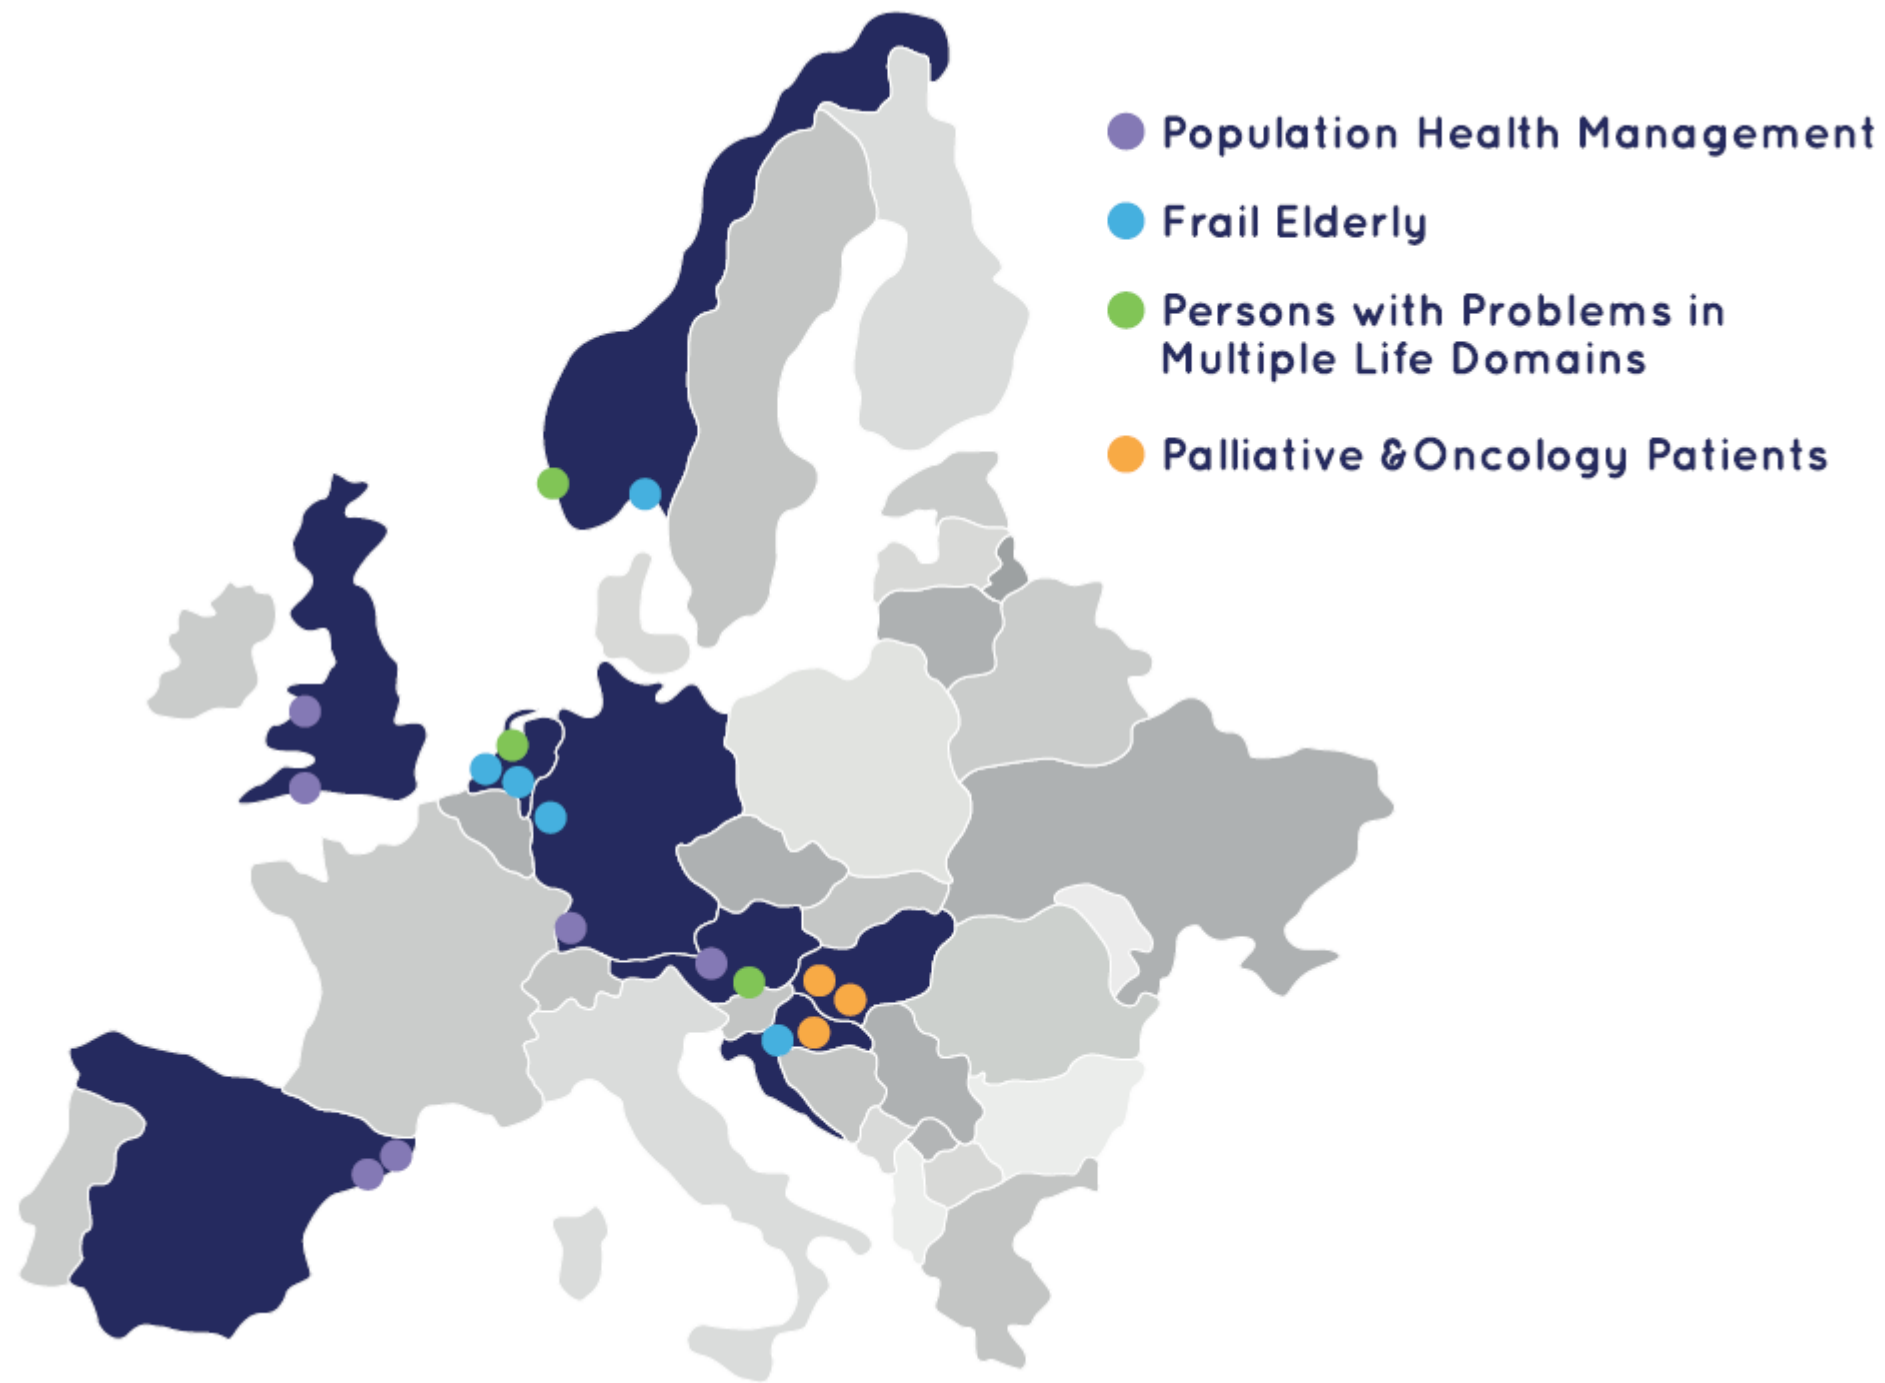 Population Health Management
Frail Elderly
Persons with Problems in
Multiple Life Domains
Palliative &Oncology Patients